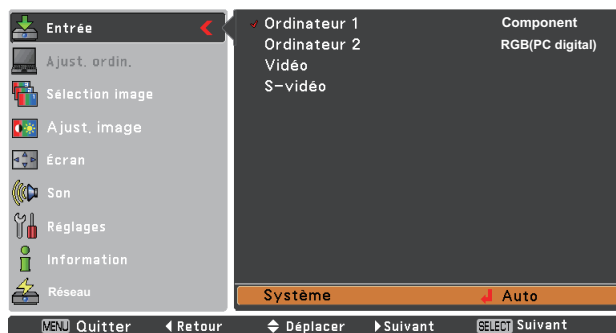 Entrée
Ajust. ordin.
Sélection image
Ajust. image
Écran
Son
Réglages
Information
Réseau
Ordinateur 1 Component
Ordinateur 2 RGB(PC digital)
Vidéo
S-vidéo
Système Auto
MENU Quitter Retour Déplacer Suivant SELECT Suivant